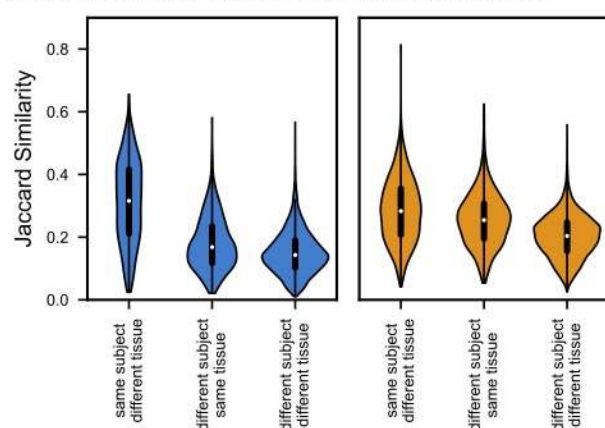 Jaccard Similarity
0.8
0.6
0.4
0.2
0.0
same subject
different tissue
different subject
same tissue
different subject
different tissue
same subject
different tissue
different subject
same tissue
different subject
different tissue